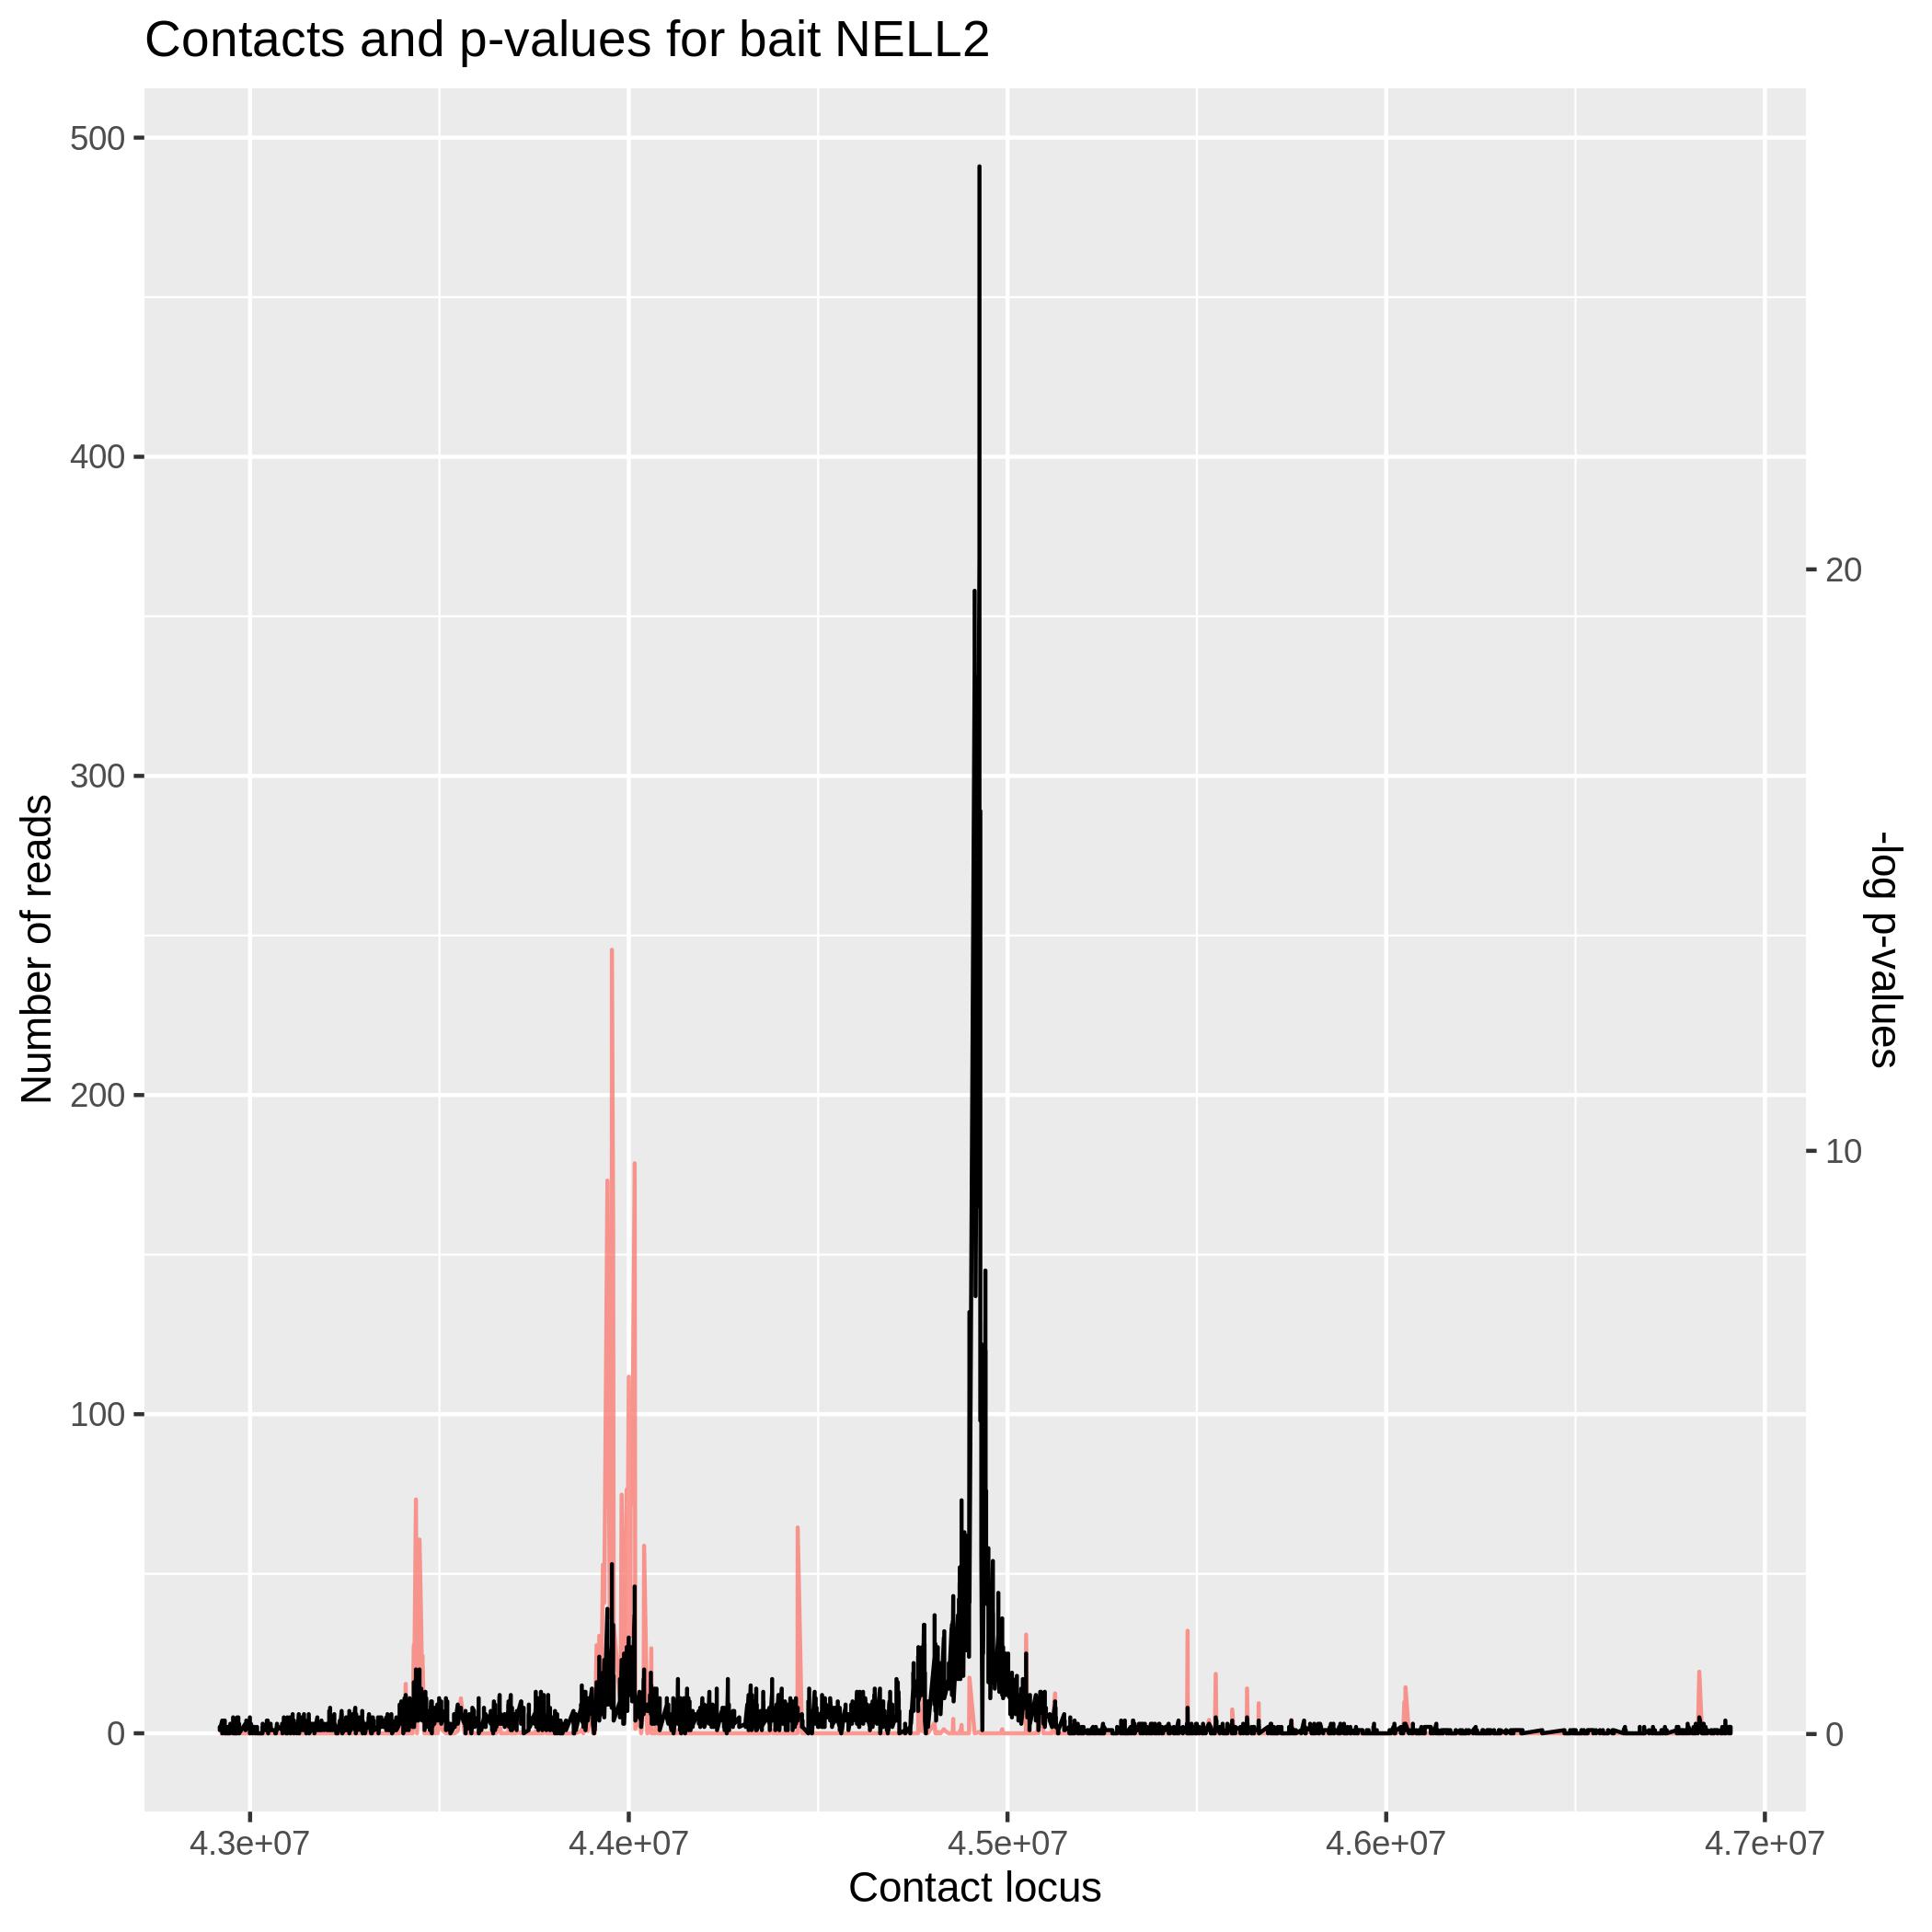 Contacts and p-values for bait NELL2
500
400
300
200
100
0
Number of reads
20
10
0
-log p-values
4.3e+07
4.4e+07
4.5e+07
4.6e+07
4.7e+07
Contact locus